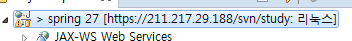 > spring 27 [https://211.217.29.188/svn/study: 리눅스]
JAX-WS Web Services